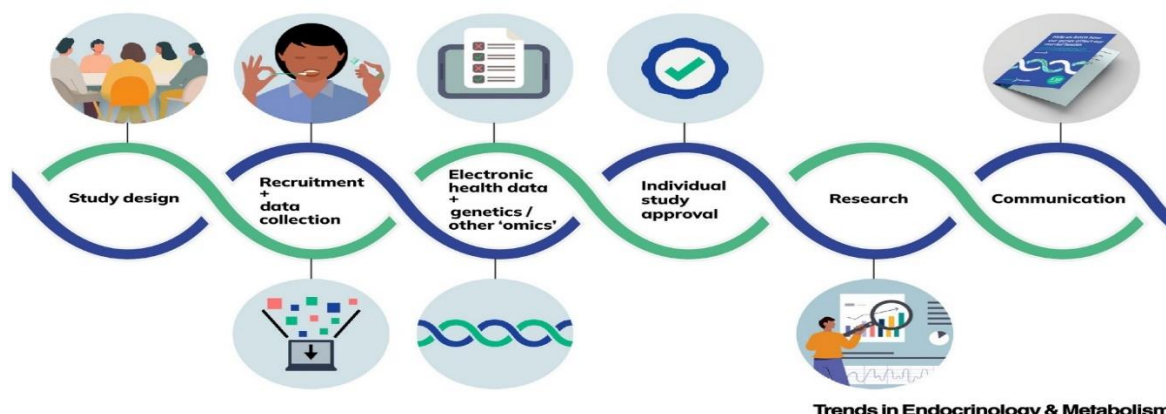 Study design
Recruitment
+
data
collection
Electronic
health data
+
genetics /
other 'omics'
Individual
study
approval
Research
Communication
Trends in Endocrinology & Metabolism